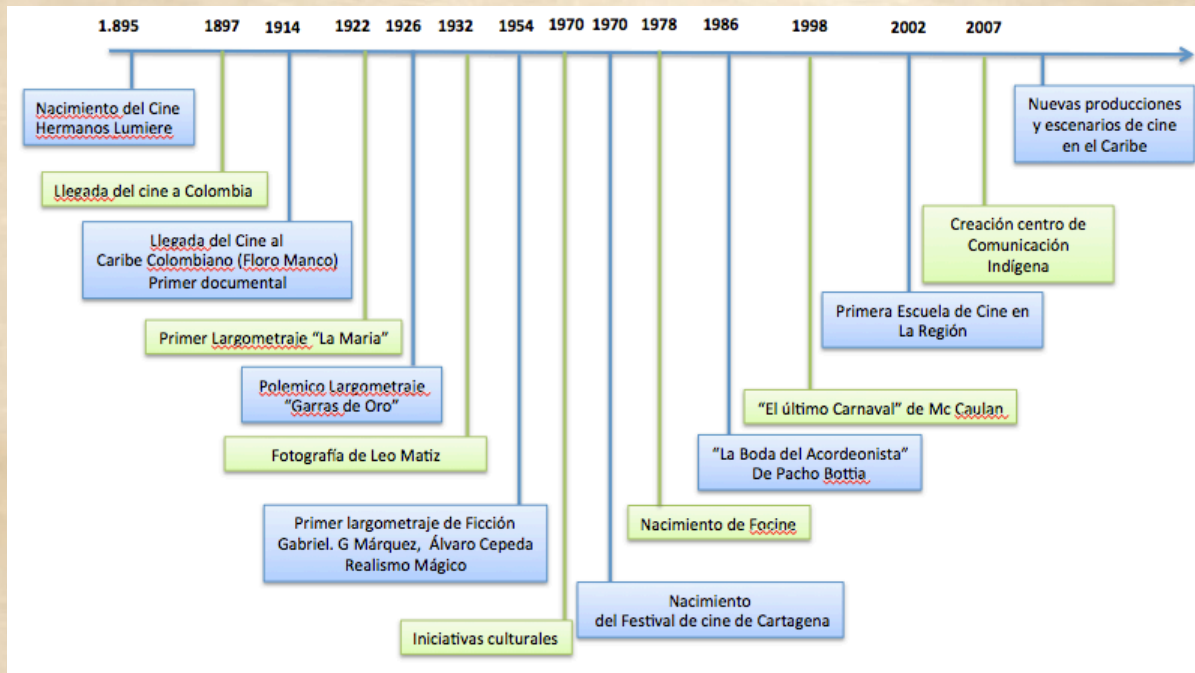 1.895 1897 1914 1922 1926 1932 1954 1970 1970 1978 1986 1998 2002 2007
Nacimiento del Cine
Hermanos Lumiere
Llegada del cine a Colombia
Llegada del Cine al
Caribe Colombiano (Floro Manco)
Primer documental
Primer Largometraje “La Maria”
Polemico Largometraje
“Garras de Oro”
Fotografía de Leo Matiz
Primer largometraje de Ficción
Gabriel. G Márquez, Álvaro Cepeda
Realismo Mágico
Iniciativas culturales
Nacimiento
del Festival de cine de Cartagena
Nacimiento de Focine
“La Boda del Acordeonista”
De Pacho Bottia
“El último Carnaval” de Mc Caulan
Primera Escuela de Cine en
La Región
Creación centro de
Comunicación
Indígena
Nuevas producciones
y escenarios de cine
en el Caribe